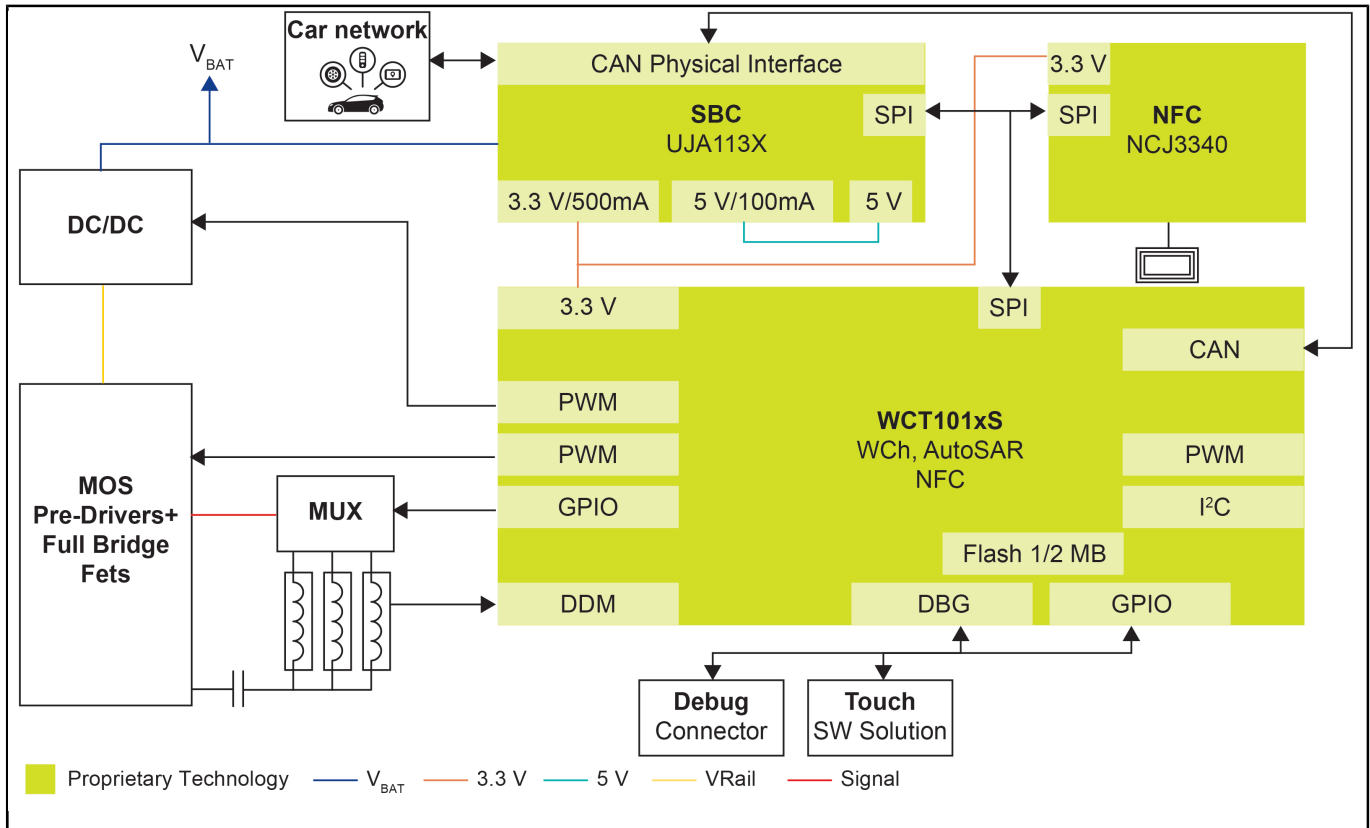 Car network
V_BAT
CAN Physical Interface
SBC
UJA113X
SPI
3.3 V/500mA
5 V/100mA
5 V
3.3 V
SPI
NFC
NCJ3340
DC/DC
3.3 V
SPI
CAN
PWM
PWM
GPIO
DDM
WCT101xS
WCh, AutoSAR
NFC
PWM
I²C
Flash 1/2 MB
DBG
GPIO
MOS
Pre-Drivers+
Full Bridge
Fets
MUX
Debug
Connector
Touch
SW Solution
Proprietary Technology
V_BAT
3.3 V
5 V
VRail
Signal